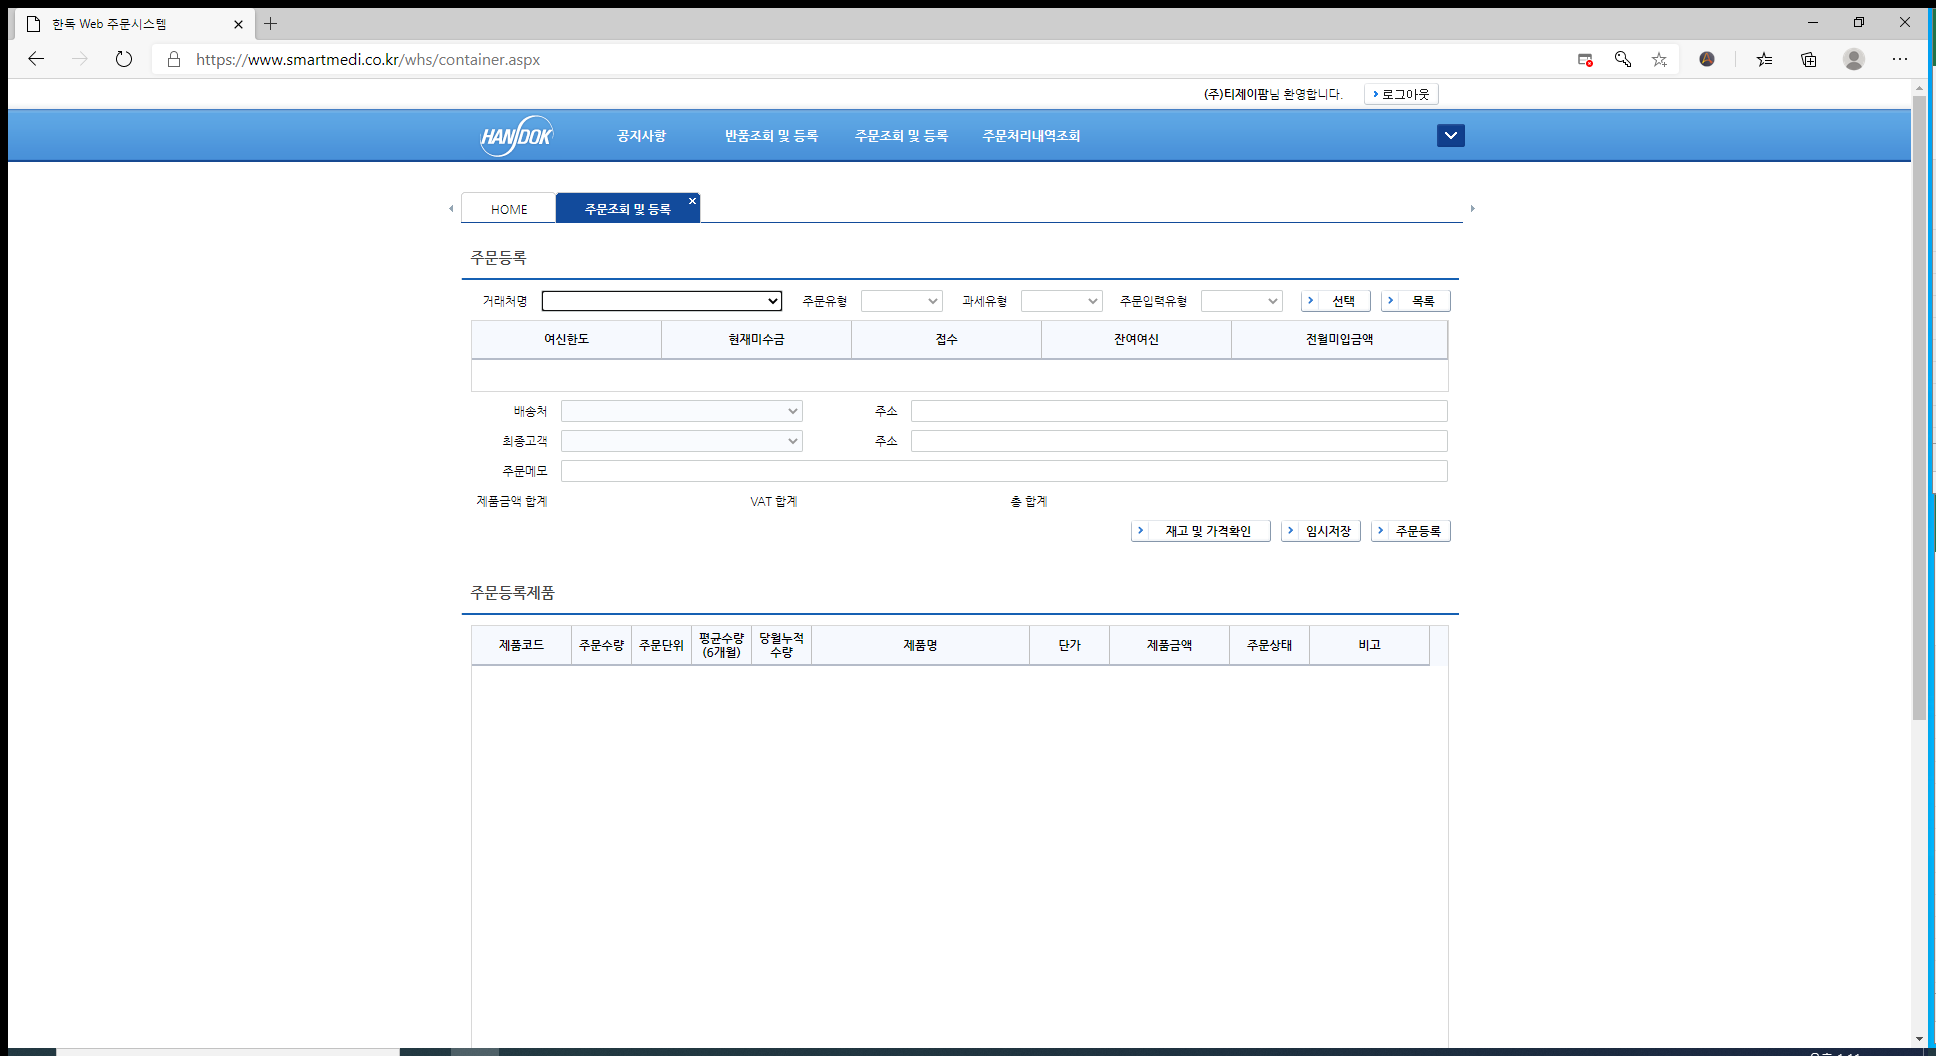 한독 Web 주문시스템
https://www.smartmedi.co.kr/whs/container.aspx
(주)티제이팜님 환영합니다. 로그아웃
HANDOK 공지사항 반품조회 및 등록 주문조회 및 등록 주문처리내역조회
HOME 주문조회 및 등록
주문등록
거래처명 주문유형 과세유형 주문입력유형 선택 목록
여신한도 현재미수금 접수 잔여여신 전월미입금액
배송처 주소
최종고객 주소
주문메모
제품금액 합계 VAT 합계 총 합계
재고 및 가격확인 임시저장 주문등록
주문등록제품
제품코드 주문수량 주문단위 평균수량 (6개월) 당월누적 수량 제품명 단가 제품금액 주문상태 비고